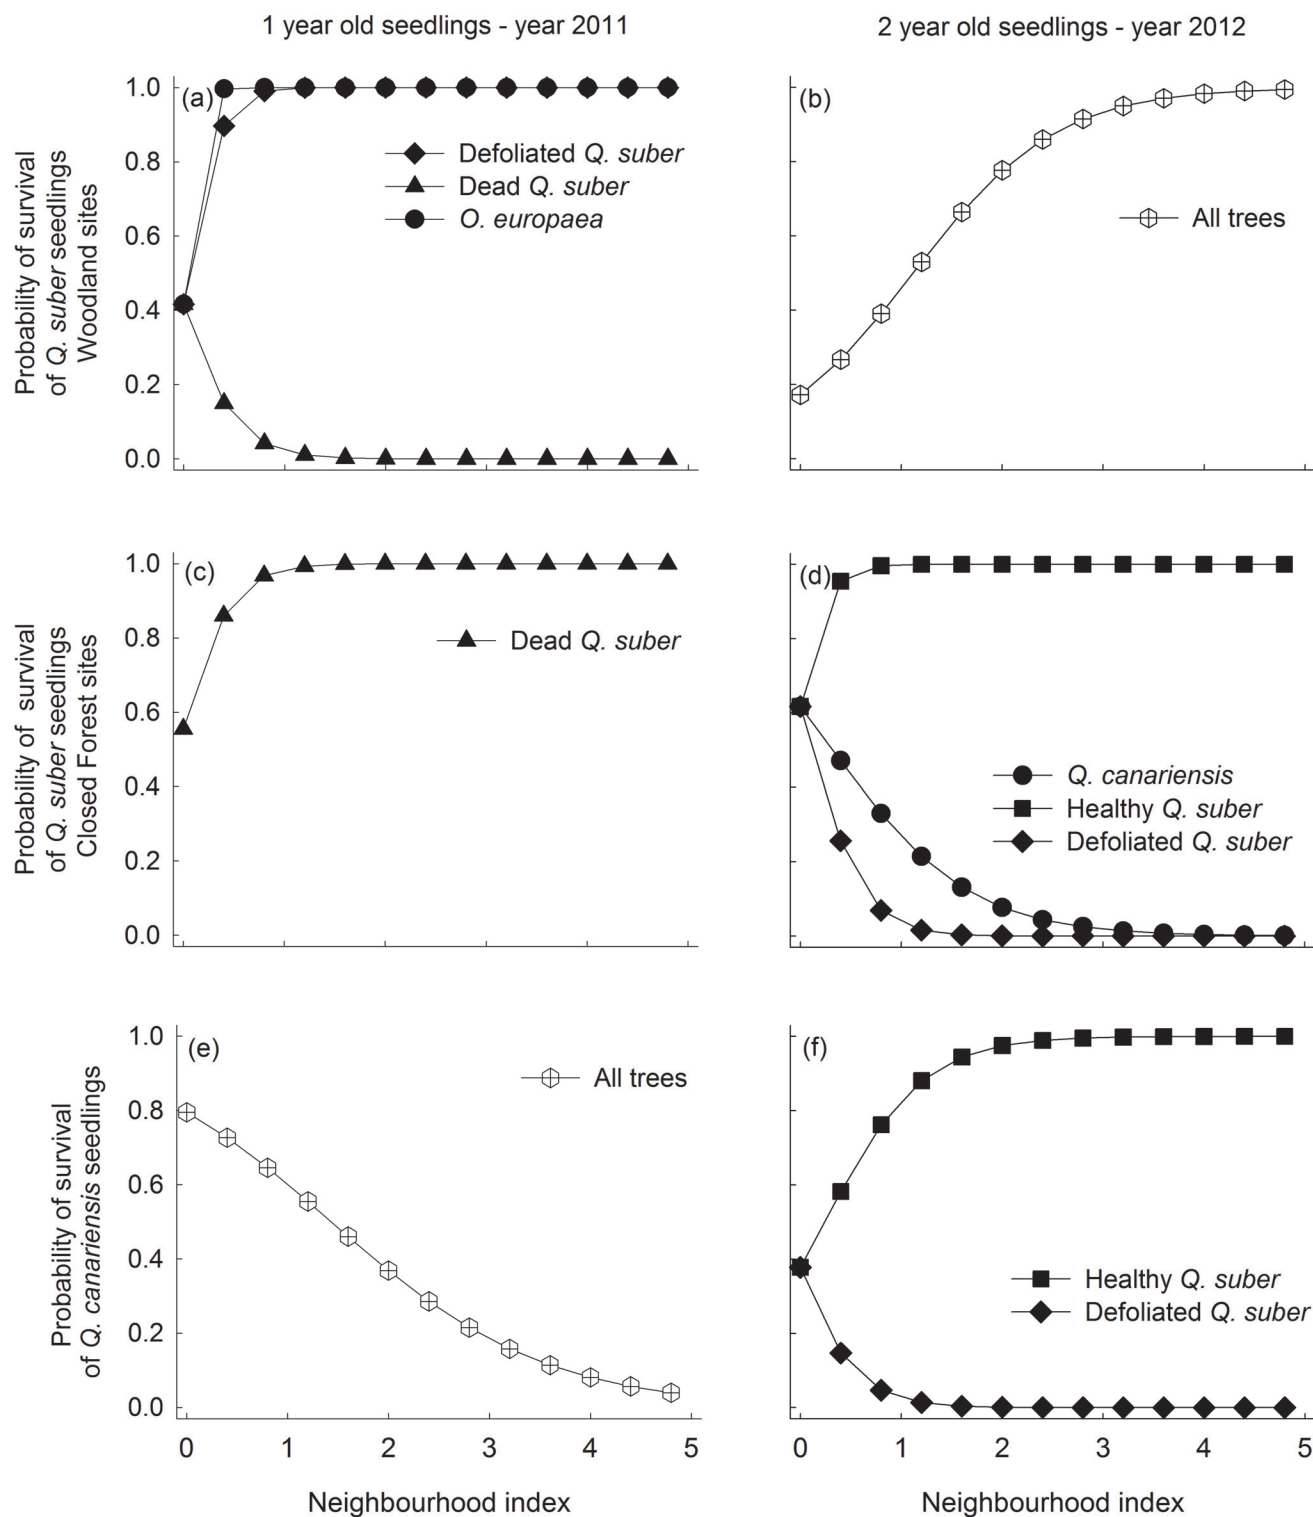 1 year old seedlings - year 2011
2 year old seedlings - year 2012
Probability of survival
of Q. suber seedlings
Woodland sites
1.0
0.8
0.6
0.4
0.2
0.0
(a)
Defoliated Q. suber
Dead Q. suber
O. europaea
(b)
All trees
Probability of survival
of Q. suber seedlings
Closed Forest sites
1.0
0.8
0.6
0.4
0.2
0.0
(c)
Dead Q. suber
(d)
Q. canariensis
Healthy Q. suber
Defoliated Q. suber
Probability of survival
of Q. canariensis seedlings
1.0
0.8
0.6
0.4
0.2
0.0
(e)
All trees
(f)
Healthy Q. suber
Defoliated Q. suber
0 1 2 3 4 5
0 1 2 3 4 5
Neighbourhood index
Neighbourhood index